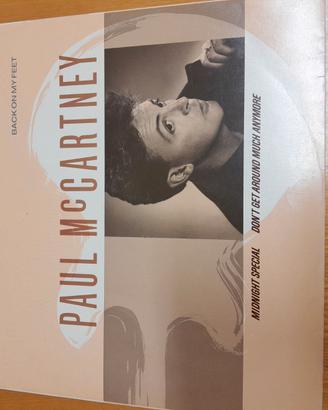 BACK ON MY FEET
PAUL McCARTNEY
MIDNIGHT SPECIAL DON'T GET AROUND MUCH ANYMORE